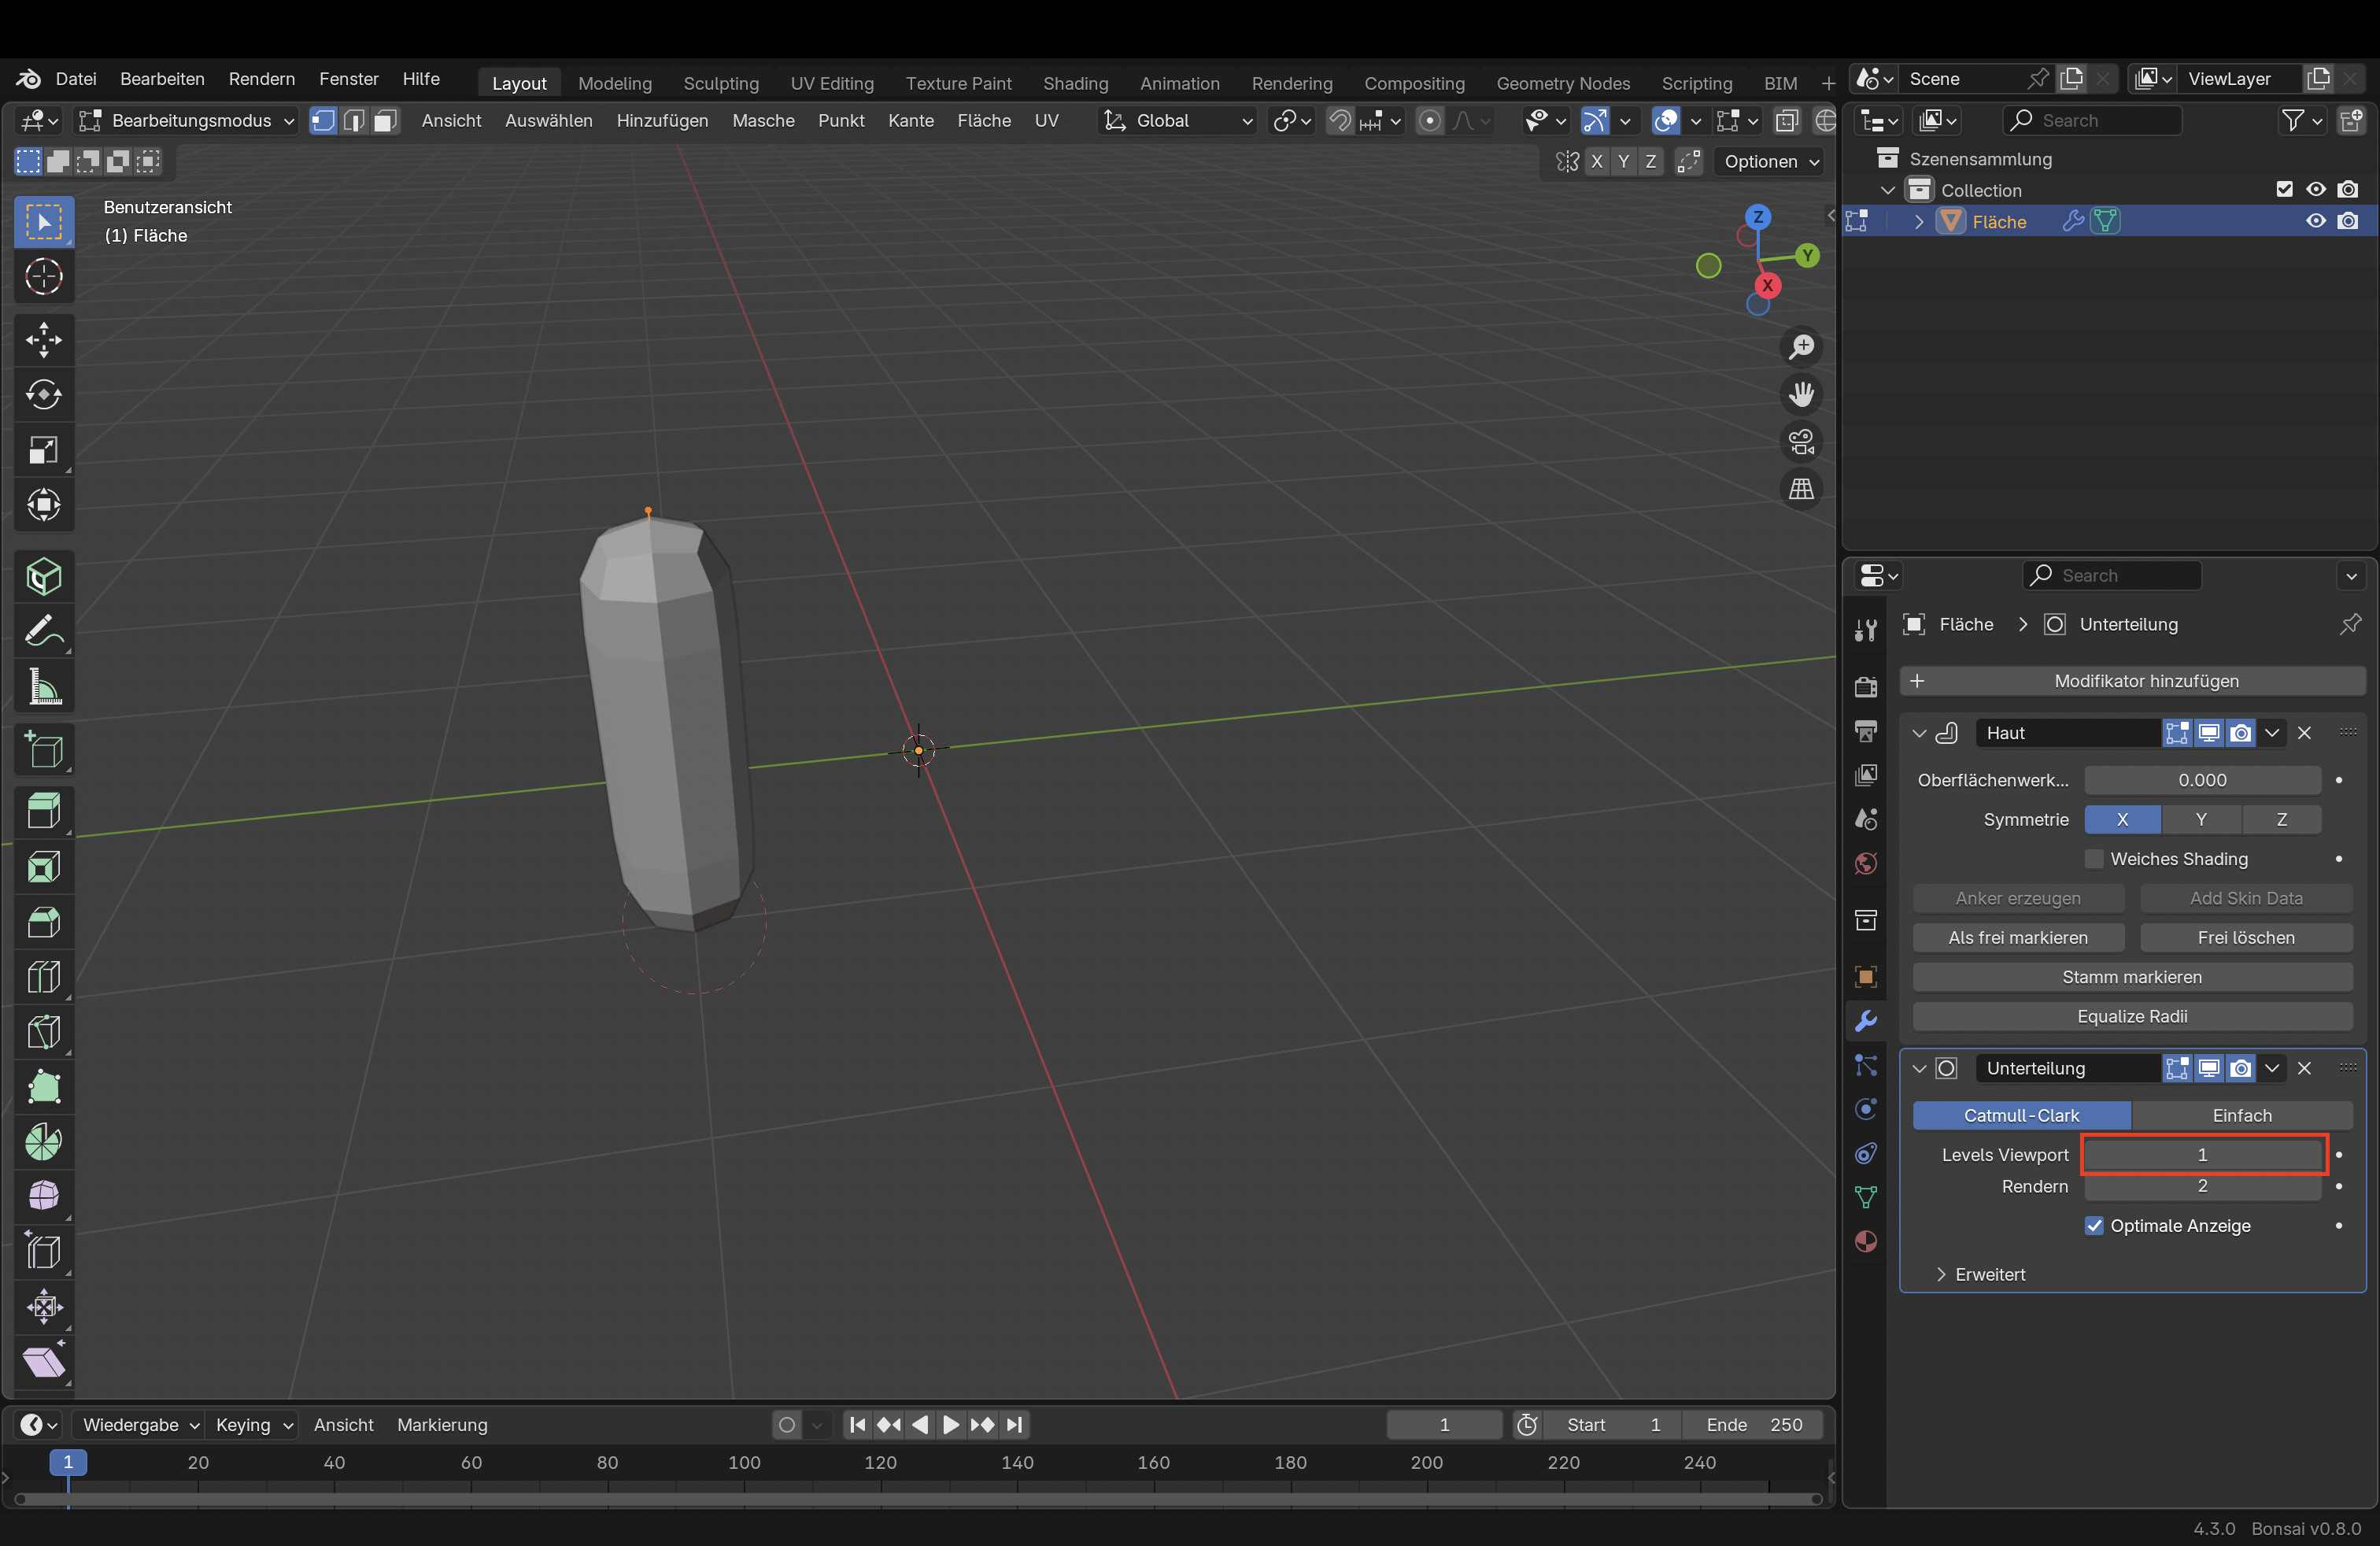 Datei Bearbeiten Rendern Fenster Hilfe Layout Modeling Sculpting UV Editing Texture Paint Shading Animation Rendering Compositing Geometry Nodes Scripting BIM Scene ViewLayer
Bearbeitungsmodus Ansicht Auswählen Hinzufügen Masche Punkt Kante Fläche UV Global
Search
X Y Z Optionen
Benutzeransicht
(1) Fläche
Z
Y
X
Szenensammlung
Collection
Fläche
Search
Fläche Unterteilung
Modifikator hinzufügen
Haut
Oberflächenwerk... 0.000
Symmetrie X Y Z
Weiches Shading
Anker erzeugen Add Skin Data
Als frei markieren Frei löschen
Stamm markieren
Equalize Radii
Unterteilung
Catmull-Clark Einfach
Levels Viewport 1
Rendern 2
Optimale Anzeige
Erweitert
Wiedergabe Keying Ansicht Markierung 1 Start 1 Ende 250
1 20 40 60 80 100 120 140 160 180 200 220 240
4.3.0 Bonsai v0.8.0